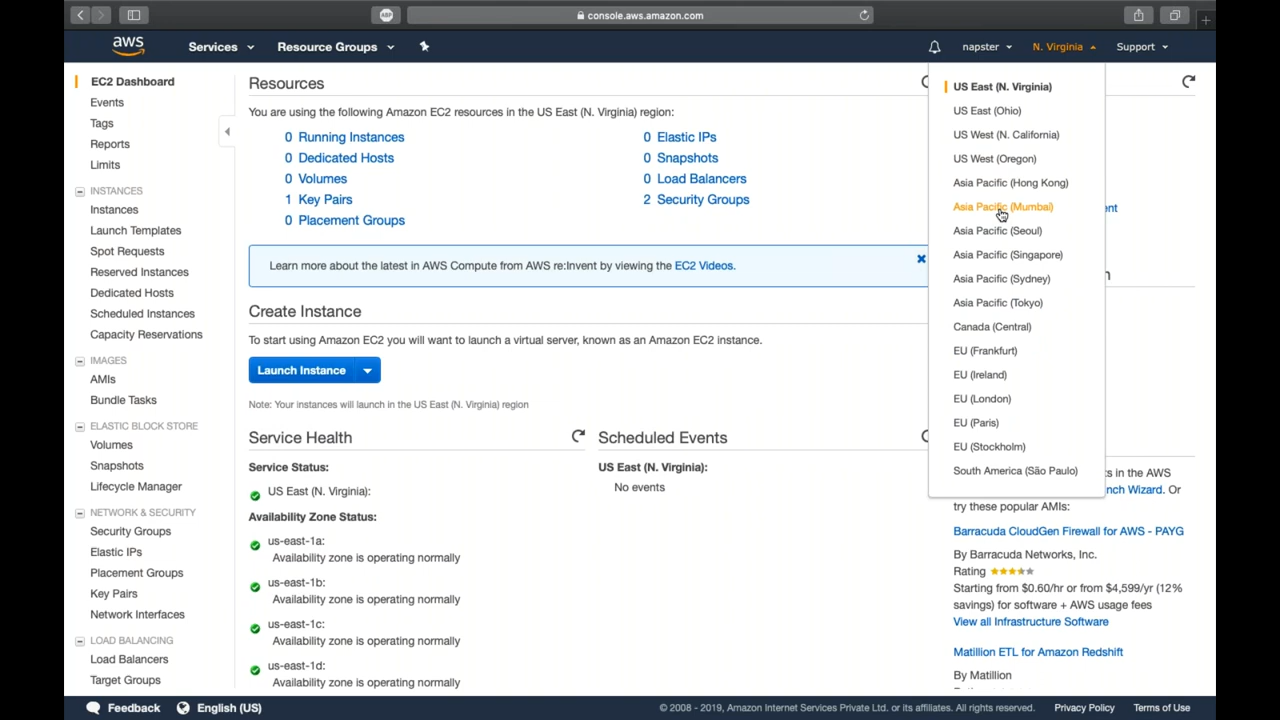 ABP
console.aws.amazon.com
aws
Services
Resource Groups
napster
N. Virginia
Support
EC2 Dashboard
Events
Tags
Reports
Limits
INSTANCES
Instances
Launch Templates
Spot Requests
Reserved Instances
Dedicated Hosts
Scheduled Instances
Capacity Reservations
IMAGES
AMIs
Bundle Tasks
ELASTIC BLOCK STORE
Volumes
Snapshots
Lifecycle Manager
NETWORK & SECURITY
Security Groups
Elastic IPs
Placement Groups
Key Pairs
Network Interfaces
LOAD BALANCING
Load Balancers
Target Groups
Resources
You are using the following Amazon EC2 resources in the US East (N. Virginia) region:
0 Running Instances
0 Elastic IPs
0 Dedicated Hosts
0 Snapshots
0 Volumes
0 Load Balancers
1 Key Pairs
2 Security Groups
0 Placement Groups
Learn more about the latest in AWS Compute from AWS re:Invent by viewing the EC2 Videos.
Create Instance
To start using Amazon EC2 you will want to launch a virtual server, known as an Amazon EC2 instance.
Launch Instance
Note: Your instances will launch in the US East (N. Virginia) region
Service Health
Service Status:
US East (N. Virginia):
Availability Zone Status:
us-east-1a:
Availability zone is operating normally
us-east-1b:
Availability zone is operating normally
us-east-1c:
Availability zone is operating normally
us-east-1d:
Availability zone is operating normally
Scheduled Events
US East (N. Virginia):
No events
US East (N. Virginia)
US East (Ohio)
US West (N. California)
US West (Oregon)
Asia Pacific (Hong Kong)
Asia Pacific (Mumbai)
Asia Pacific (Seoul)
Asia Pacific (Singapore)
Asia Pacific (Sydney)
Asia Pacific (Tokyo)
Canada (Central)
EU (Frankfurt)
EU (Ireland)
EU (London)
EU (Paris)
EU (Stockholm)
South America (São Paulo)
s in the AWS
nch Wizard. Or
try these popular AMIs:
Barracuda CloudGen Firewall for AWS - PAYG
By Barracuda Networks, Inc.
Rating
Starting from $0.60/hr or from $4,599/yr (12%
savings) for software + AWS usage fees
View all Infrastructure Software
Matillion ETL for Amazon Redshift
By Matillion
Feedback
English (US)
© 2008 - 2019, Amazon Internet Services Private Ltd. or its affiliates. All rights reserved.
Privacy Policy
Terms of Use